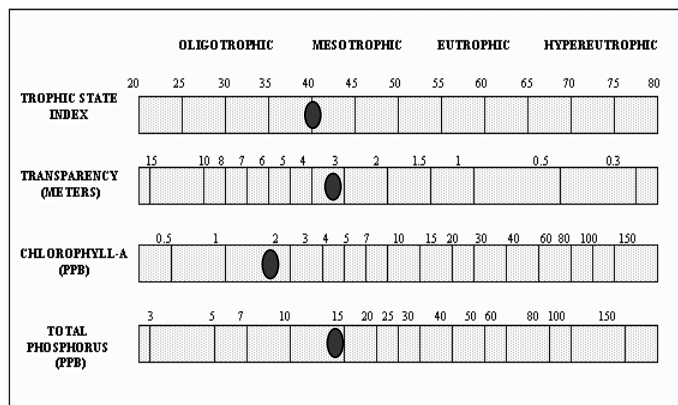 OLIGOTROPHIC MESOTROPHIC EUTROPHIC HYPEREUTROPHIC
20 25 30 35 40 45 50 55 60 65 70 75 80
TROPHIC STATE
INDEX
15 10 8 7 6 5 4 3 2 1.5 1 0.5 0.3
TRANSPARENCY
(METERS)
0.5 1 2 3 4 5 7 10 15 20 30 40 60 80 100 150
CHLOROPHYLL-A
(PPB)
3 5 7 10 15 20 25 30 40 50 60 80 100 150
TOTAL
PHOSPHORUS
(PPB)